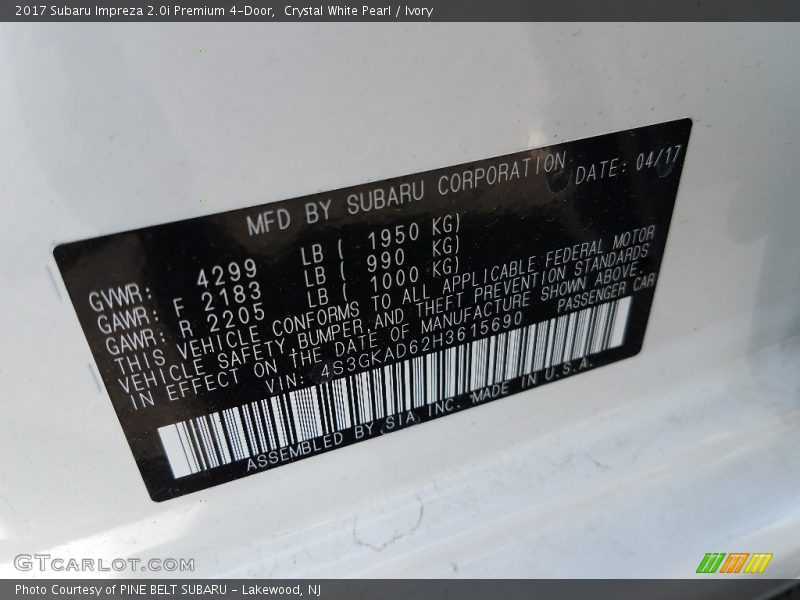 2017 Subaru Impreza 2.0i Premium 4-Door, Crystal White Pearl / Ivory
MFD BY SUBARU CORPORATION DATE: 04/17
GVWR: 4299 LB ( 1950 KG)
GAWR: F 2183 LB ( 990 KG)
GAWR: R 2205 LB ( 1000 KG)
THIS VEHICLE CONFORMS TO ALL APPLICABLE FEDERAL MOTOR
VEHICLE SAFETY, BUMPER, AND THEFT PREVENTION STANDARDS
IN EFFECT ON THE DATE OF MANUFACTURE SHOWN ABOVE.
VIN: 4S3GKAD62H3615690 PASSENGER CAR
ASSEMBLED BY SIA, INC. MADE IN U.S.A.
GTCARLOT.COM
Photo Courtesy of PINE BELT SUBARU - Lakewood, NJ